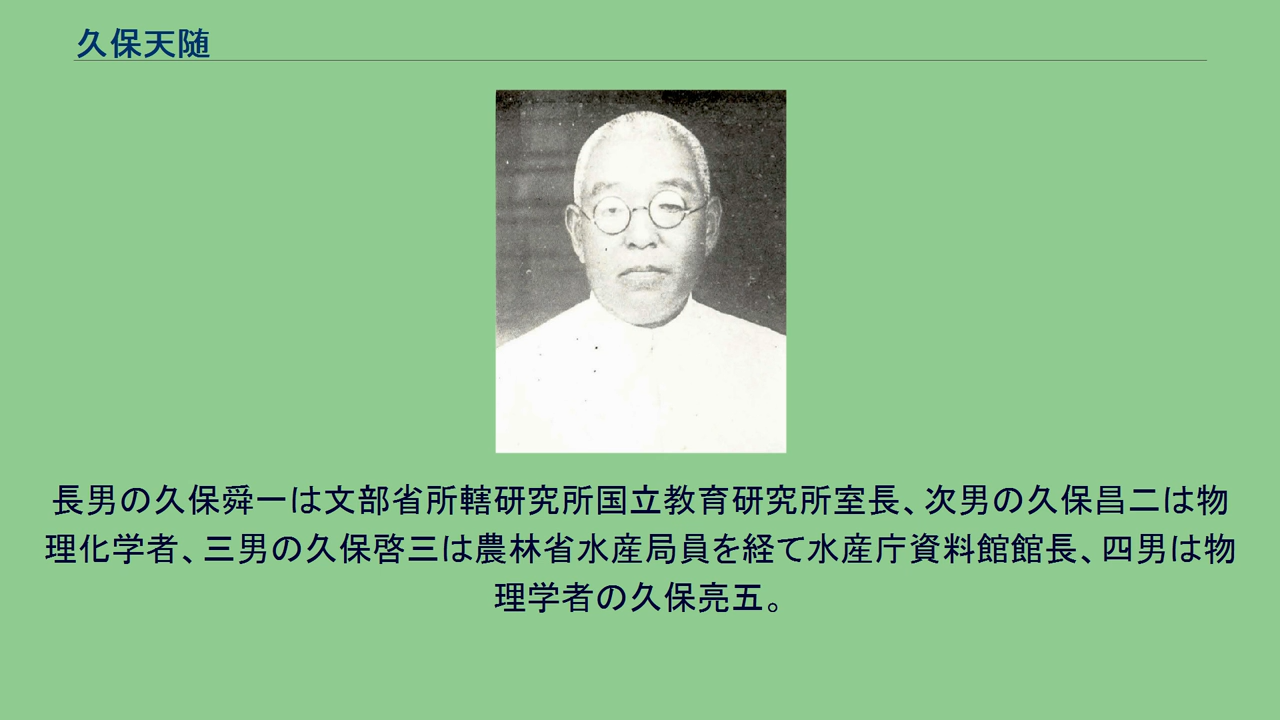 久保天随
長男の久保舜一は文部省所轄研究所国立教育研究所室長、次男の久保昌二は物
理化学者、三男の久保啓三は農林省水産局員を経て水産庁資料館館長、四男は物
理学者の久保亮五。